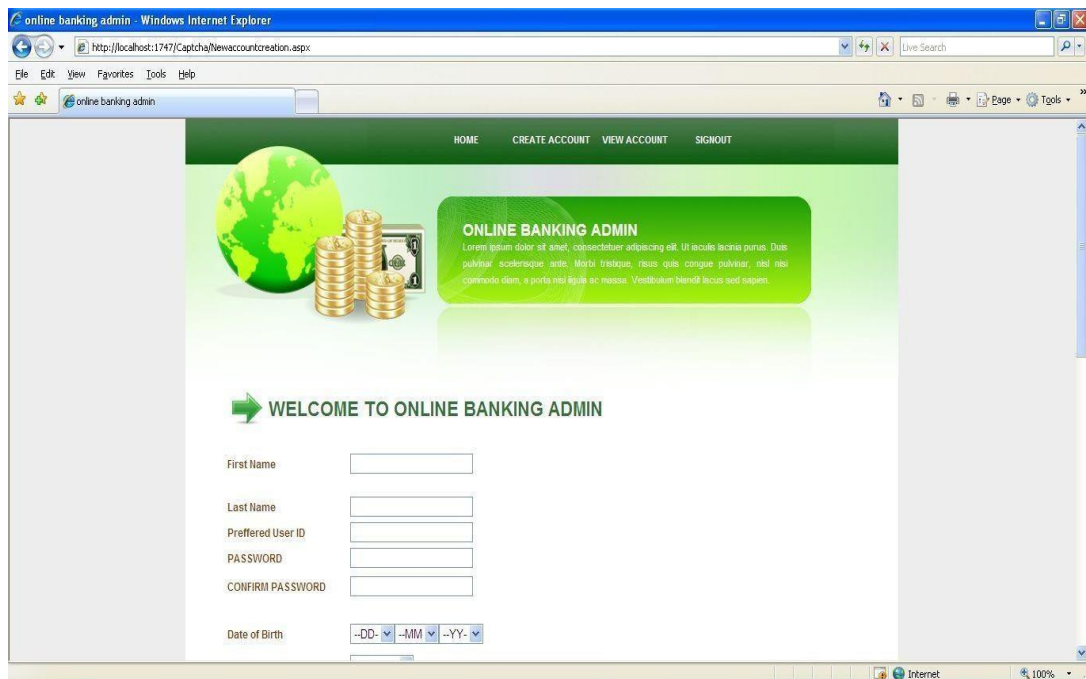 online banking admin - Windows Internet Explorer
http://localhost:1747/Captcha/Newaccountcreation.aspx
Live Search
File Edit View Favorites Tools Help
online banking admin
Page Tools
HOME CREATE ACCOUNT VIEW ACCOUNT SIGNOUT
ONLINE BANKING ADMIN
Lorem ipsum dolor sit amet, consectetuer adipiscing elit. Ut iaculis lacinia purus. Duis
pulvinar scelerisque ante. Morbi tristique, risus quis congue pulvinar, nisl nisi
commodo diam, a porta nisi ligula ac massa. Vestibulum blandit lacus sed sapien.
WELCOME TO ONLINE BANKING ADMIN
First Name
Last Name
Preffered User ID
PASSWORD
CONFIRM PASSWORD
Date of Birth --DD- --MM --YY-
Internet 100%